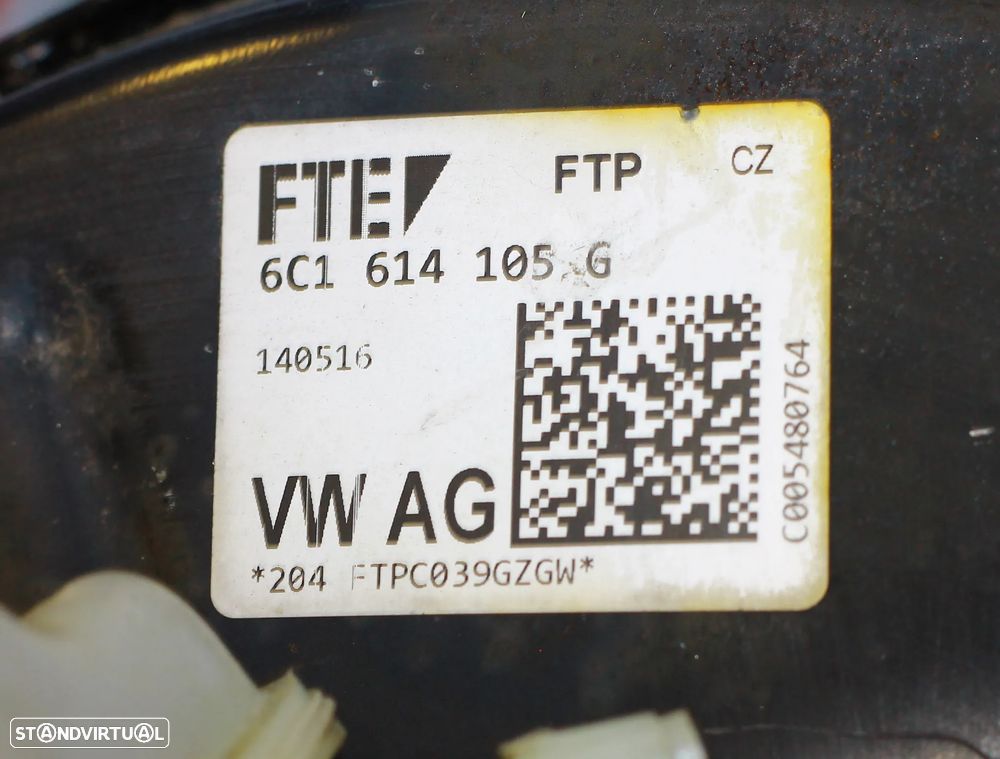 FTE FTP CZ
6C1 614 105 G
140516
VW AG
*204 FTPC039GZGW*
C005480764
STANDVIRTUAL